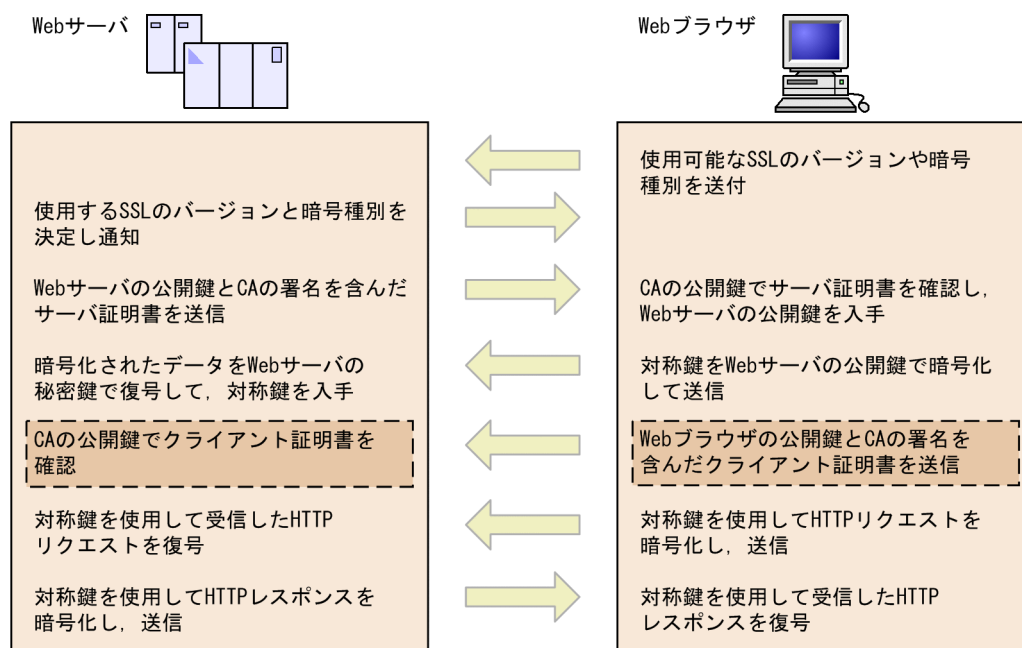 Webサーバ
Webブラウザ
使用可能なSSLのバージョンや暗号
種別を送付
使用するSSLのバージョンと暗号種別を
決定し通知
Webサーバの公開鍵とCAの署名を含んだ
サーバ証明書を送信
CAの公開鍵でサーバ証明書を確認し，
Webサーバの公開鍵を入手
暗号化されたデータをWebサーバの
秘密鍵で復号して，対称鍵を入手
対称鍵をWebサーバの公開鍵で暗号化
して送信
CAの公開鍵でクライアント証明書を
確認
Webブラウザの公開鍵とCAの署名を
含んだクライアント証明書を送信
対称鍵を使用して受信したHTTP
リクエストを復号
対称鍵を使用してHTTPリクエストを
暗号化し，送信
対称鍵を使用してHTTPレスポンスを
暗号化し，送信
対称鍵を使用して受信したHTTP
レスポンスを復号